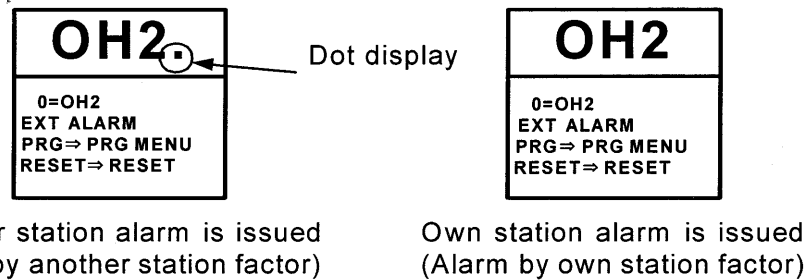 OH2.
Dot display
0=OH2
EXT ALARM
PRG⇒ PRG MENU
RESET⇒ RESET
station alarm is issued
another station factor)
OH2
0=OH2
EXT ALARM
PRG⇒ PRG MENU
RESET⇒ RESET
Own station alarm is issued
(Alarm by own station factor)